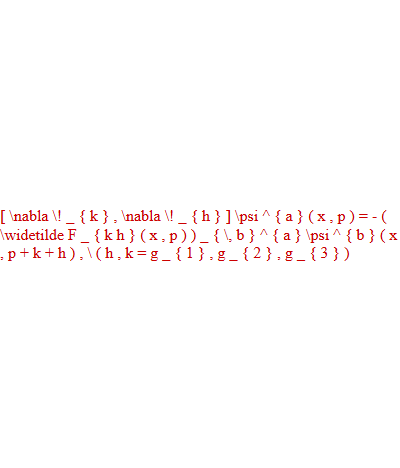 [ \nabla \! _ { k } , \nabla \! _ { h } ] \psi ^ { a } ( x , p ) = - (
\widetilde F _ { k h } ( x , p ) ) _ { \, b } ^ { a } \psi ^ { b } ( x
, p + k + h ) , \ ( h , k = g _ { 1 } , g _ { 2 } , g _ { 3 } )